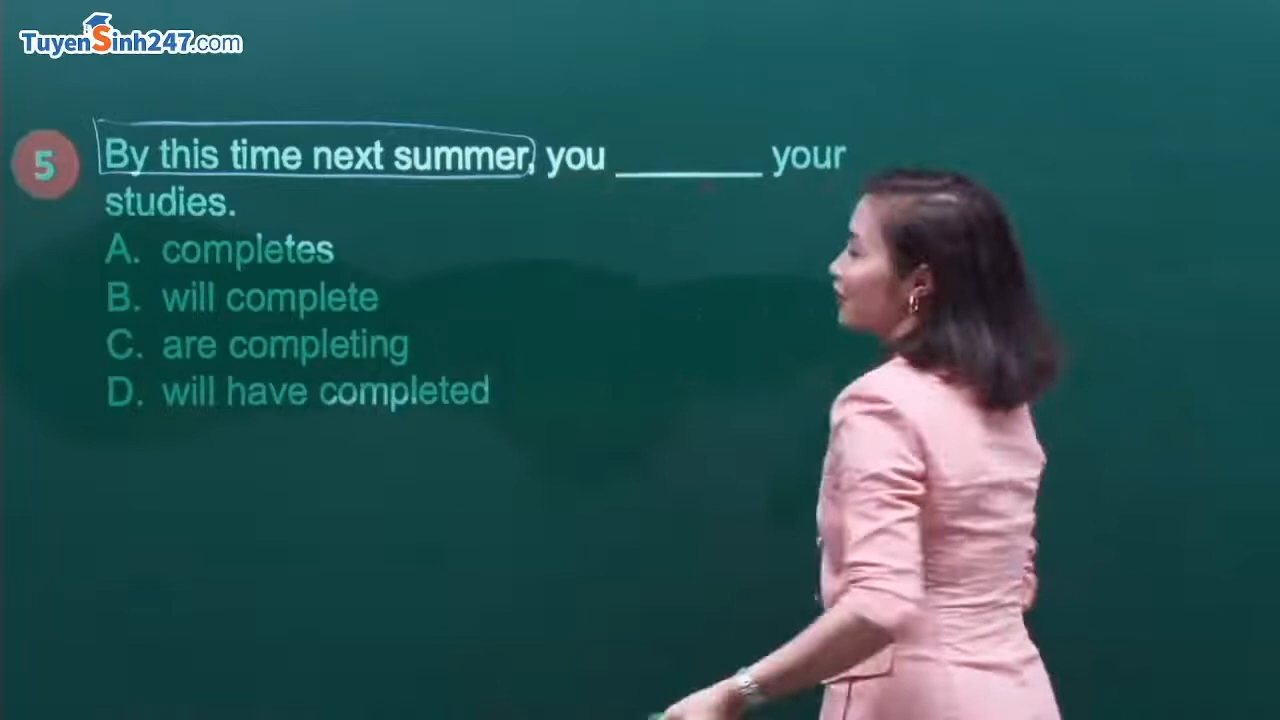 TuyenSinh247.com
5 By this time next summer, you ______ your
studies.
A. completes
B. will complete
C. are completing
D. will have completed